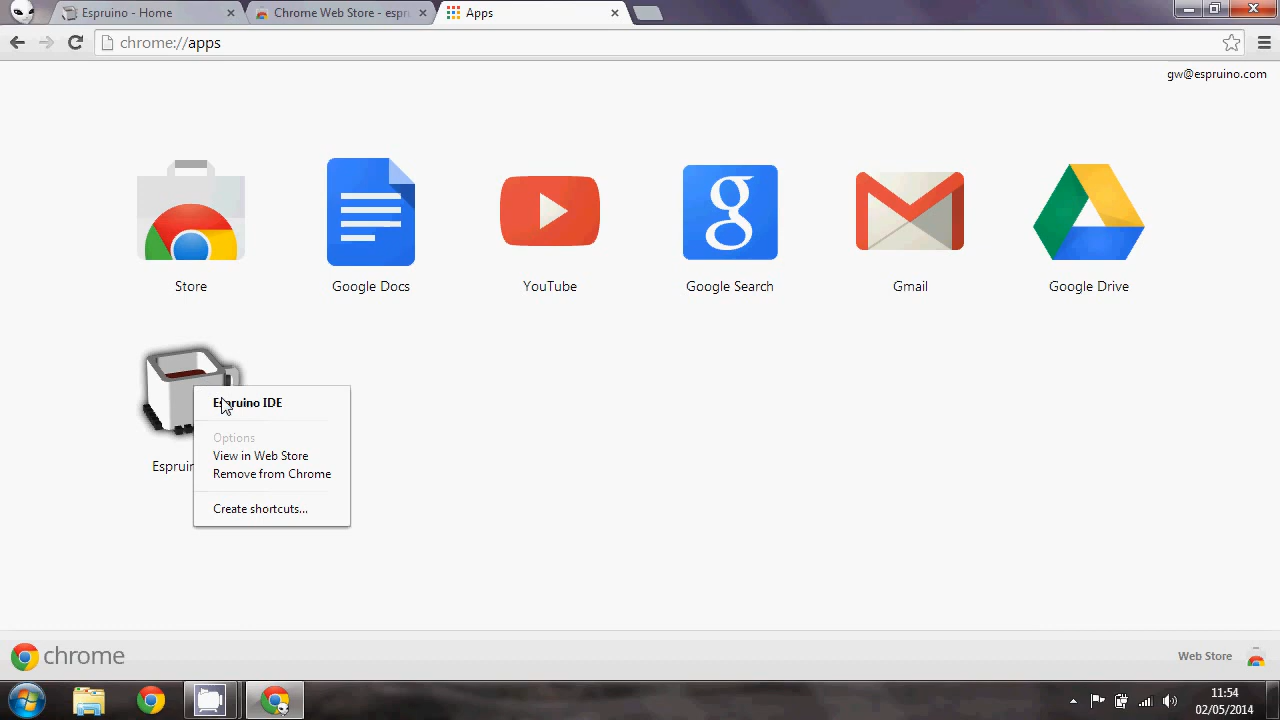 Espruino - Home
Chrome Web Store - espru
Apps
chrome://apps
gw@espruino.com
Store
Google Docs
YouTube
Google Search
Gmail
Google Drive
Espruino IDE
Options
View in Web Store
Remove from Chrome
Create shortcuts...
Espruin
chrome
Web Store
11:54
02/05/2014